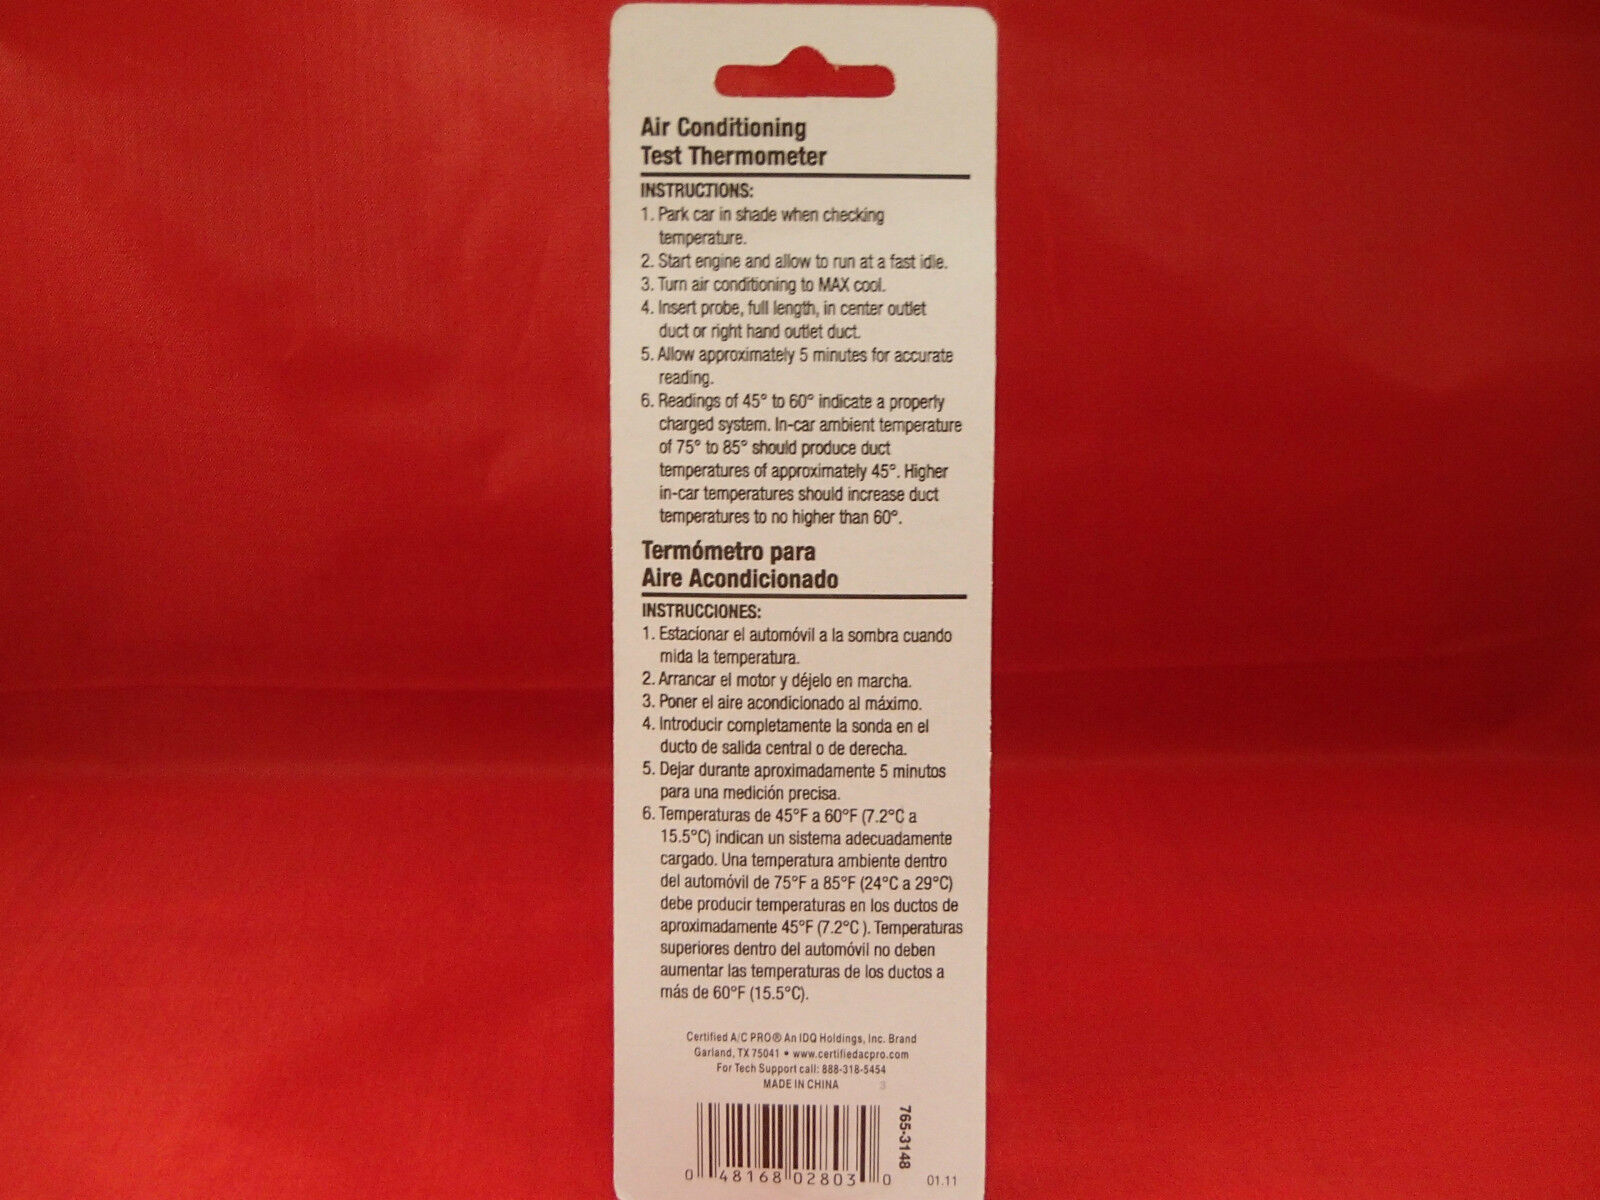 Air Conditioning
Test Thermometer
INSTRUCTIONS:
1. Park car in shade when checking
temperature.
2. Start engine and allow to run at a fast idle.
3. Turn air conditioning to MAX cool.
4. Insert probe, full length, in center outlet
duct or right hand outlet duct.
5. Allow approximately 5 minutes for accurate
reading.
6. Readings of 45° to 60° indicate a properly
charged system. In-car ambient temperature
of 75° to 85° should produce duct
temperatures of approximately 45°. Higher
in-car temperatures should increase duct
temperatures to no higher than 60°.
Termómetro para
Aire Acondicionado
INSTRUCCIONES:
1. Estacionar el automóvil a la sombra cuando
mida la temperatura.
2. Arrancar el motor y déjelo en marcha.
3. Poner el aire acondicionado al máximo.
4. Introducir completamente la sonda en el
ducto de salida central o de derecha.
5. Dejar durante aproximadamente 5 minutos
para una medición precisa.
6. Temperaturas de 45°F a 60°F (7.2°C a
15.5°C) indican un sistema adecuadamente
cargado. Una temperatura ambiente dentro
del automóvil de 75°F a 85°F (24°C a 29°C)
debe producir temperaturas en los ductos de
aproximadamente 45°F (7.2°C ). Temperaturas
superiores dentro del automóvil no deben
aumentar las temperaturas de los ductos a
más de 60°F (15.5°C).
Certified A/C PRO® An IDQ Holdings, Inc. Brand
Garland, TX 75041 • www.certifiedacpro.com
For Tech Support call: 888-318-5454
MADE IN CHINA 3
765-3148
0 48168 02803 0
01.11